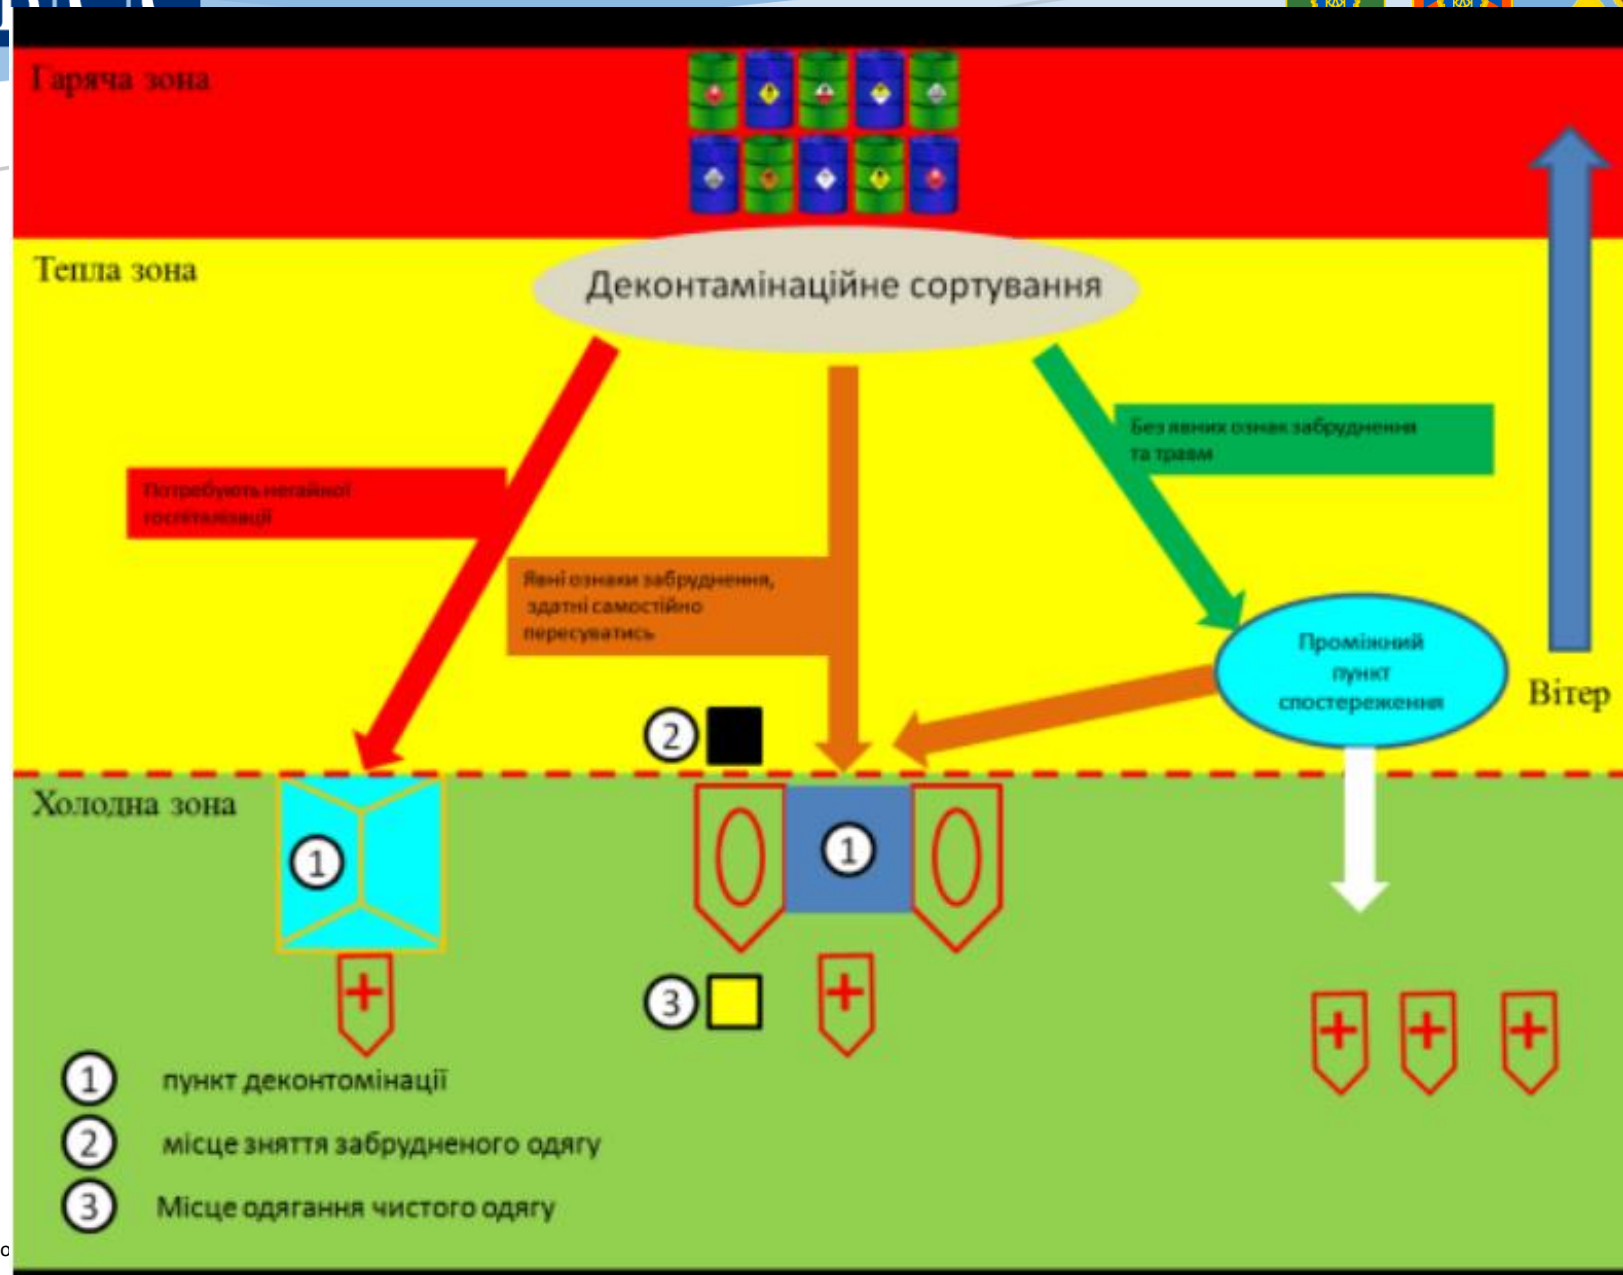 Гаряча зона
Тепла зона
Деконтамінаційне сортування
Без явних ознак забруднення
та травм
Потребують негайної
госпіталізації
Явні ознаки забруднення,
здатні самостійно
пересуватись
Проміжний
пункт
спостереження
Вітер
2
Холодна зона
1
1
3
1 пункт деконтомінації
2 місце зняття забрудненого одягу
3 Місце одягання чистого одягу